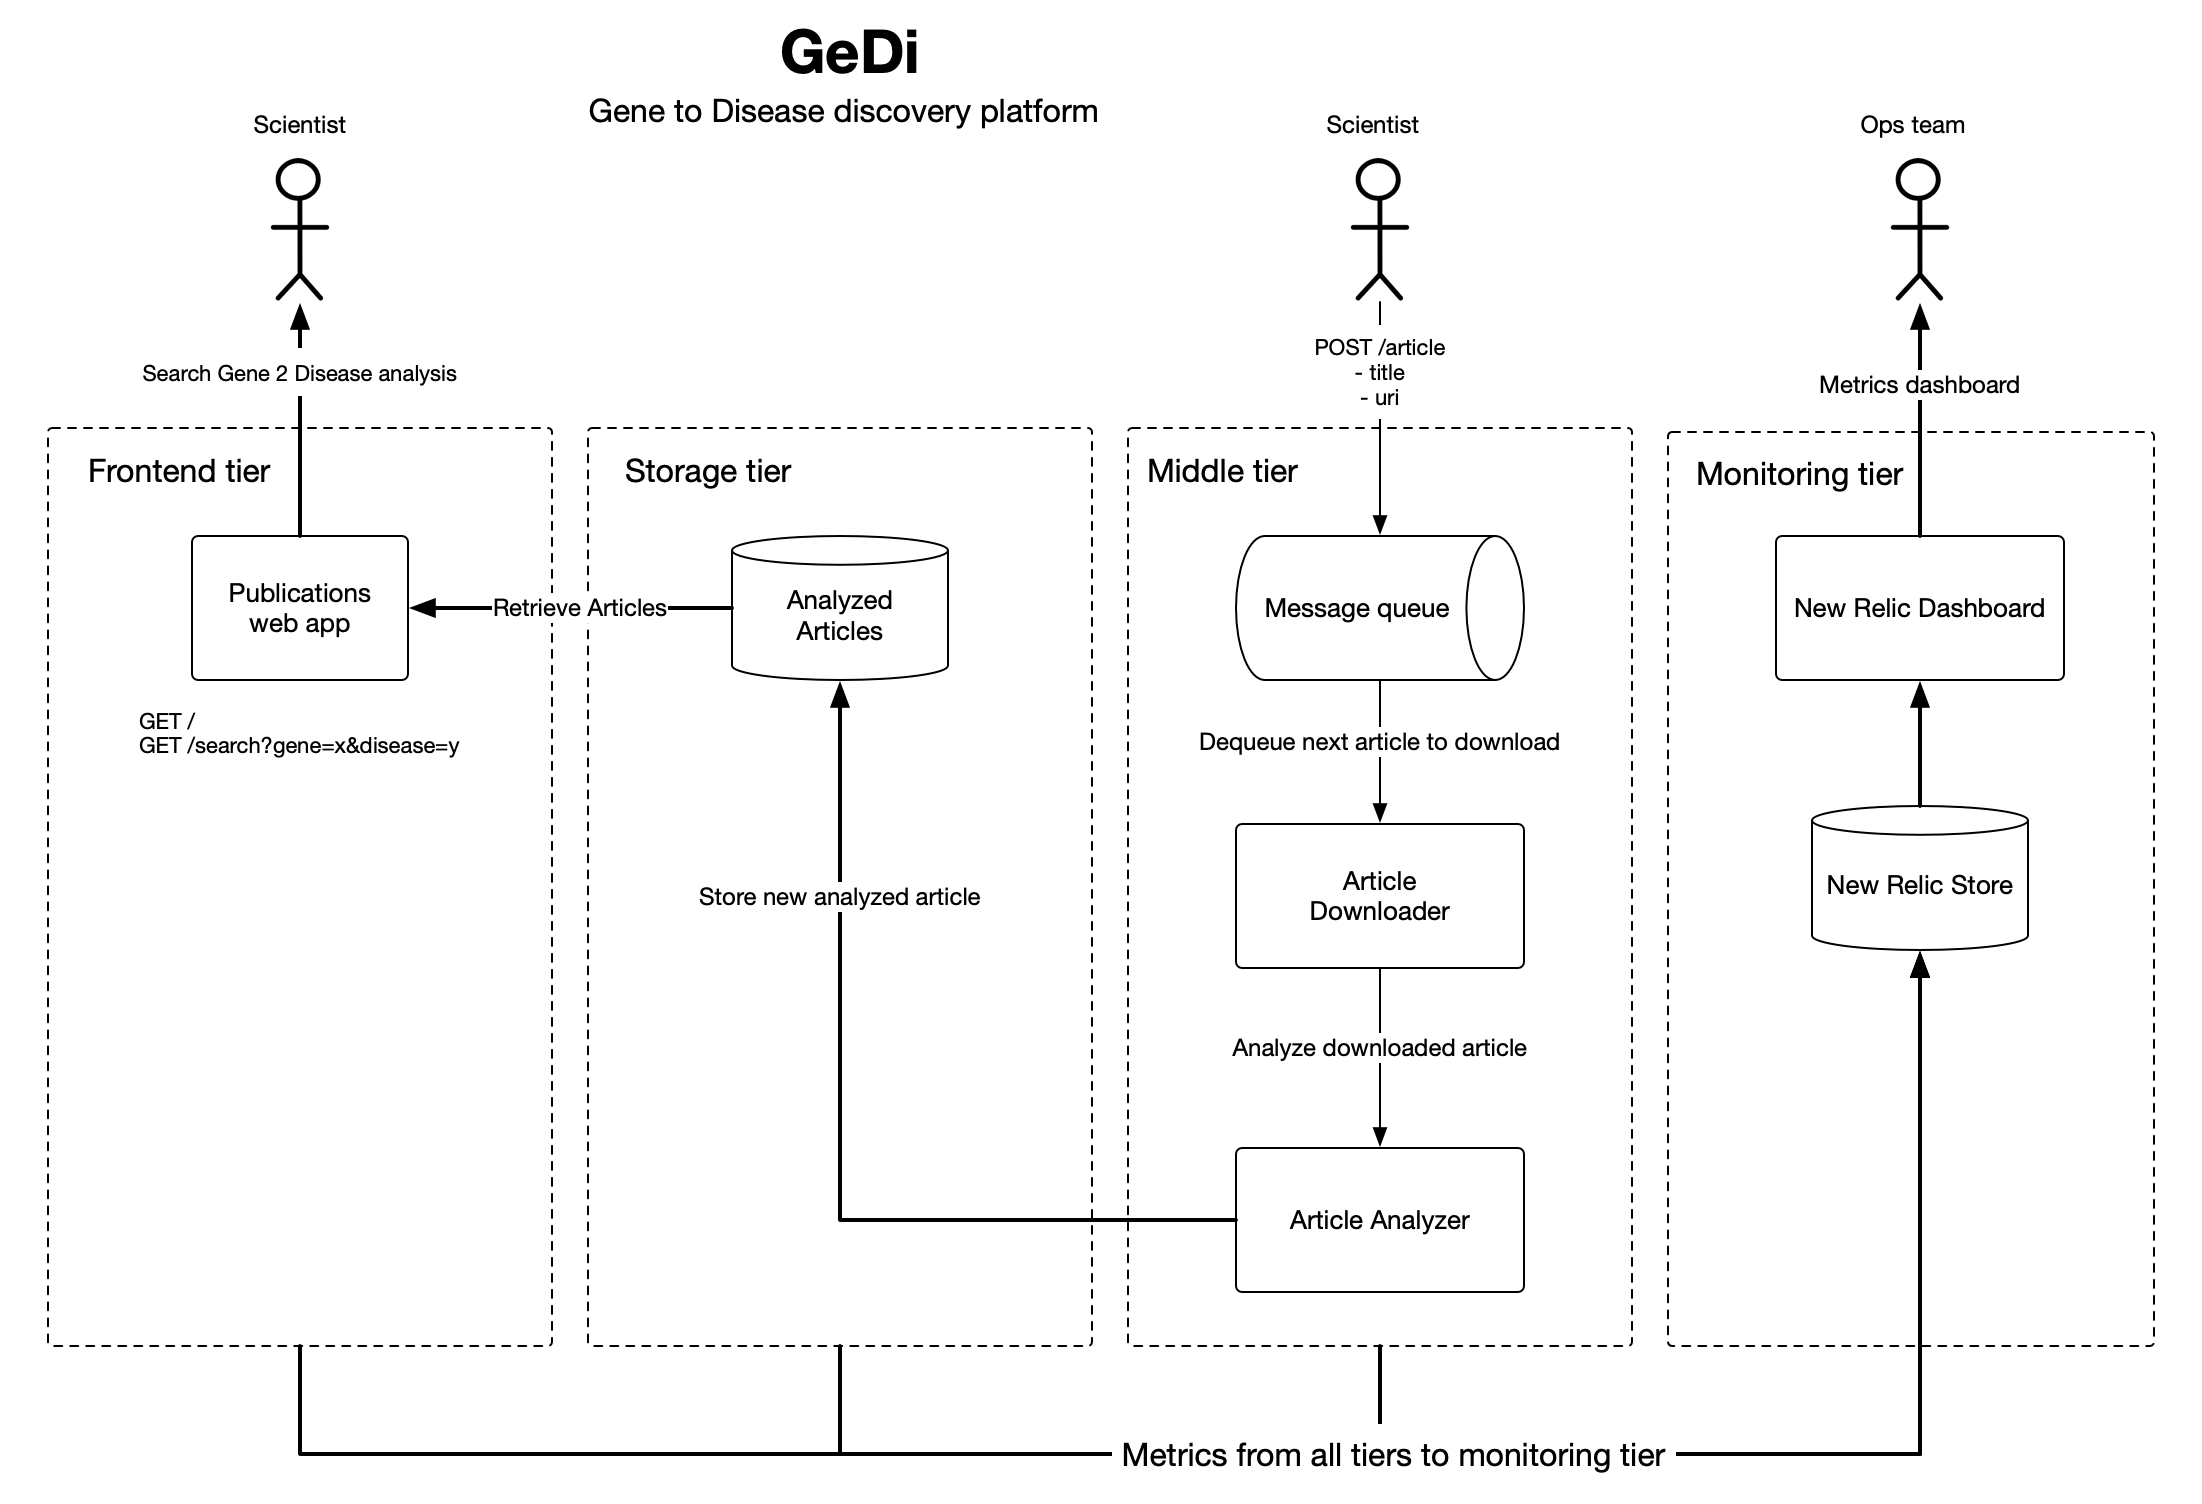 GeDi
Gene to Disease discovery platform
Scientist
Scientist
Ops team
Search Gene 2 Disease analysis
POST /article
- title
- uri
Metrics dashboard
Frontend tier
Storage tier
Middle tier
Monitoring tier
Publications
web app
Retrieve Articles
Analyzed
Articles
Message queue
New Relic Dashboard
GET /
GET /search?gene=x&disease=y
Dequeue next article to download
Store new analyzed article
Article
Downloader
New Relic Store
Analyze downloaded article
Article Analyzer
Metrics from all tiers to monitoring tier